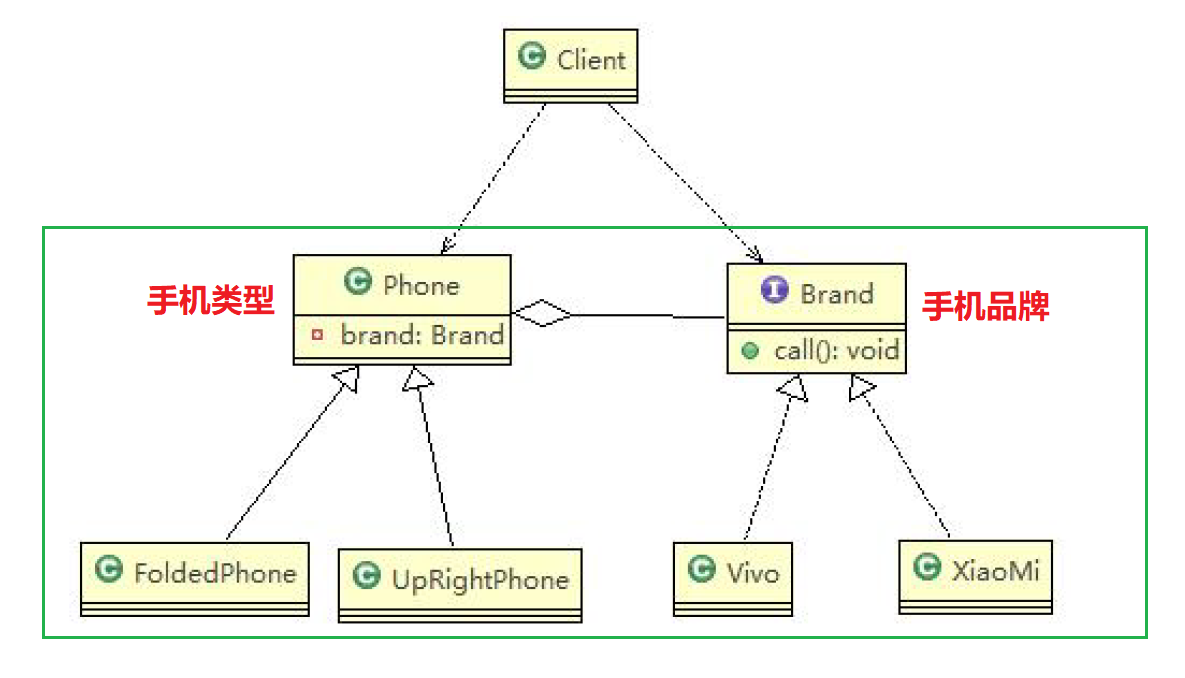 C Client
手机类型
C Phone
brand: Brand
I Brand
call(): void
手机品牌
C FoldedPhone
C UpRightPhone
C Vivo
C XiaoMi